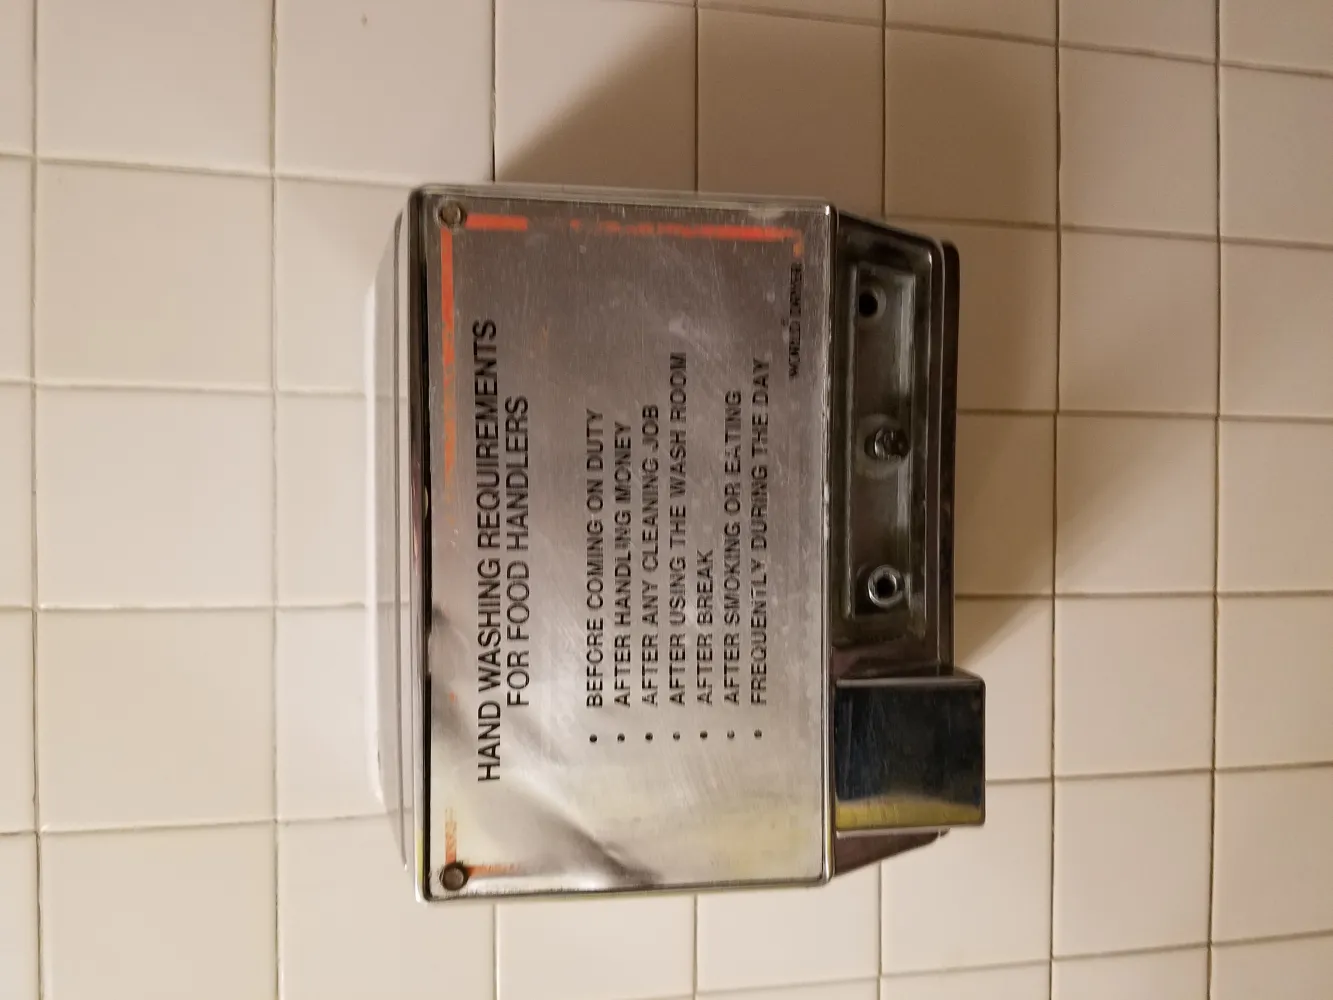 HAND WASHING REQUIREMENTS
FOR FOOD HANDLERS
• BEFORE COMING ON DUTY
• AFTER HANDLING MONEY
• AFTER ANY CLEANING JOB
• AFTER USING THE WASH ROOM
• AFTER BREAK
• AFTER SMOKING OR EATING
• FREQUENTLY DURING THE DAY
WORLD DRYER